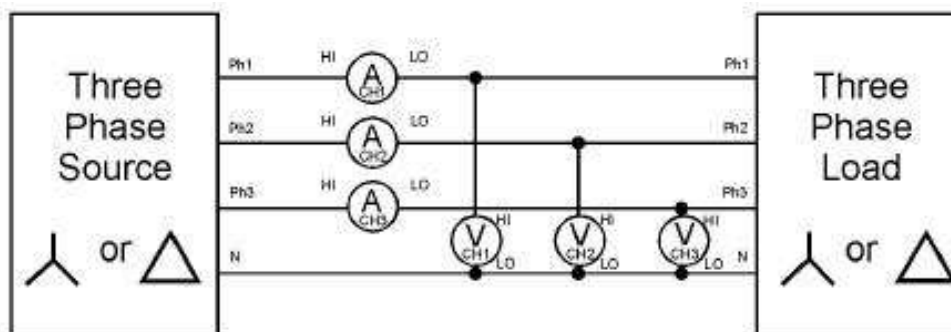 Three
Phase
Source
or
Ph1
HI
A
CH1
LO
Ph1
Ph2
HI
A
CH2
LO
Ph2
Ph3
HI
A
CH3
LO
Ph3
N
V
CH1
HI
LO
V
CH2
HI
LO
V
CH3
HI
LO
N
Three
Phase
Load
or